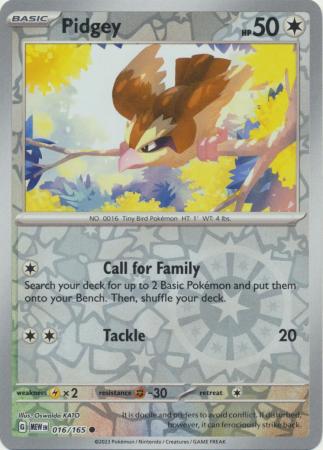 BASIC
Pidgey
HP 50
NO. 0016 Tiny Bird Pokémon HT: 1' WT: 4 lbs.
Call for Family
Search your deck for up to 2 Basic Pokémon and put them
onto your Bench. Then, shuffle your deck.
Tackle 20
weakness ×2 resistance -30 retreat
Illus. Oswaldo KATO
G MEW EN 016/165
It is docile and prefers to avoid conflict. If disturbed,
however, it can ferociously strike back.
©2023 Pokémon / Nintendo / Creatures / GAME FREAK